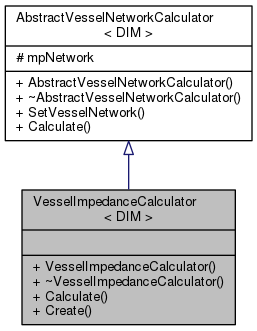 AbstractVesselNetworkCalculator
< DIM >
# mpNetwork
+ AbstractVesselNetworkCalculator()
+ ~AbstractVesselNetworkCalculator()
+ SetVesselNetwork()
+ Calculate()
VesselImpedanceCalculator
< DIM >
+ VesselImpedanceCalculator()
+ ~VesselImpedanceCalculator()
+ Calculate()
+ Create()